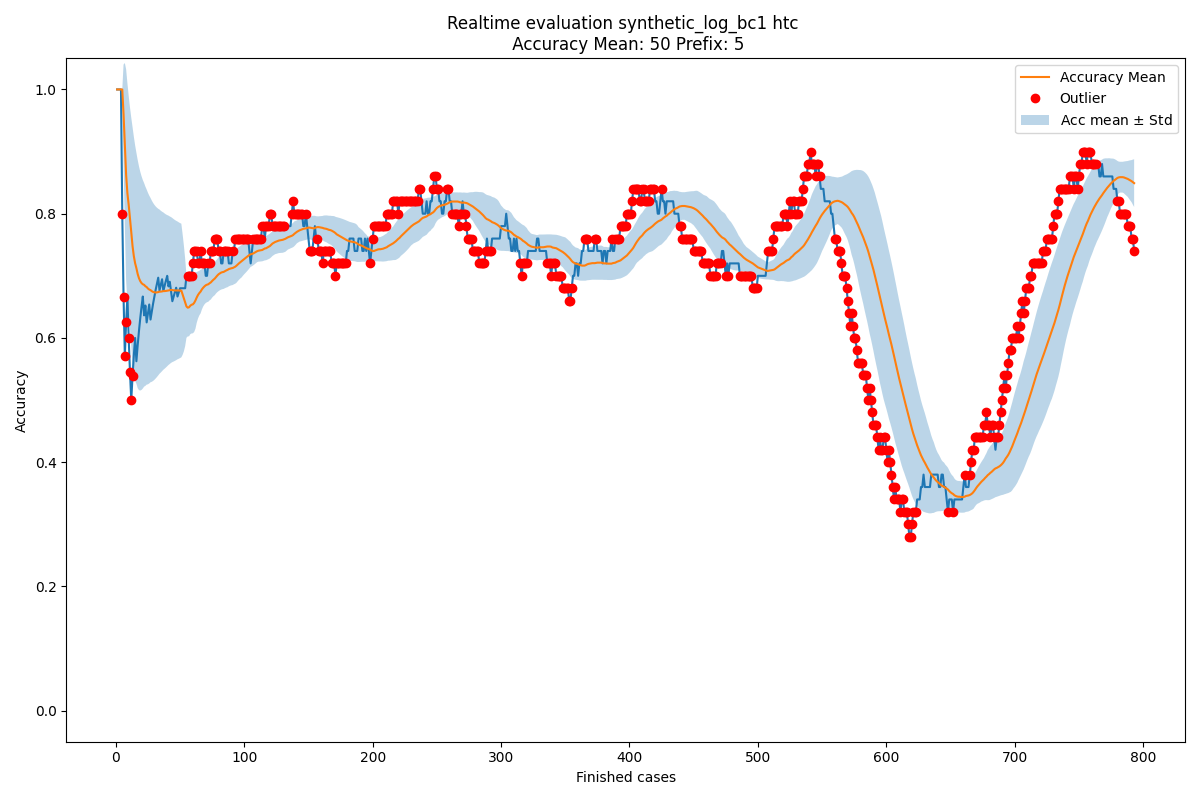 Realtime evaluation synthetic_log_bc1 htc
Accuracy Mean: 50 Prefix: 5
Accuracy Mean
Outlier
Acc mean ± Std
1.0
0.8
0.6
0.4
0.2
0.0
Accuracy
0 100 200 300 400 500 600 700 800
Finished cases